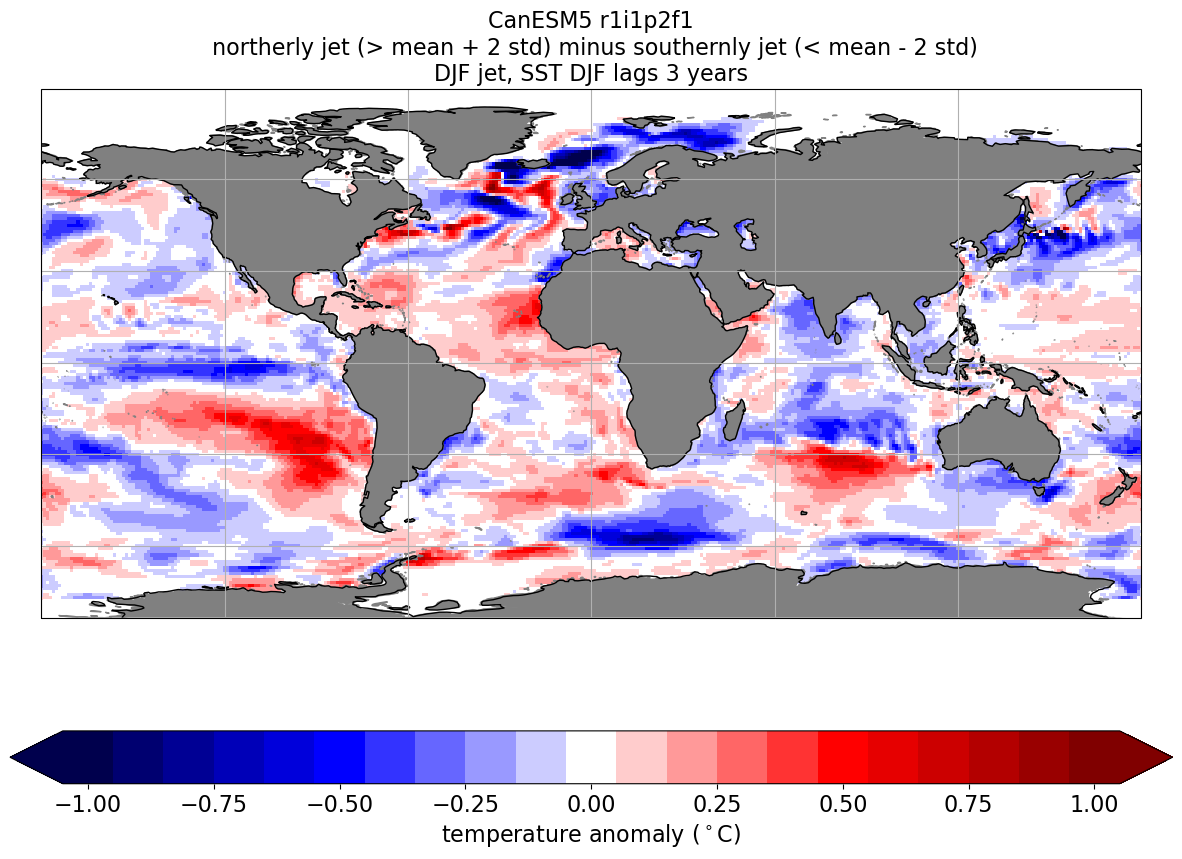 CanESM5 r1i1p2f1
northerly jet (> mean + 2 std) minus southernly jet (< mean - 2 std)
DJF jet, SST DJF lags 3 years
−1.00 −0.75 −0.50 −0.25 0.00 0.25 0.50 0.75 1.00
temperature anomaly (°C)